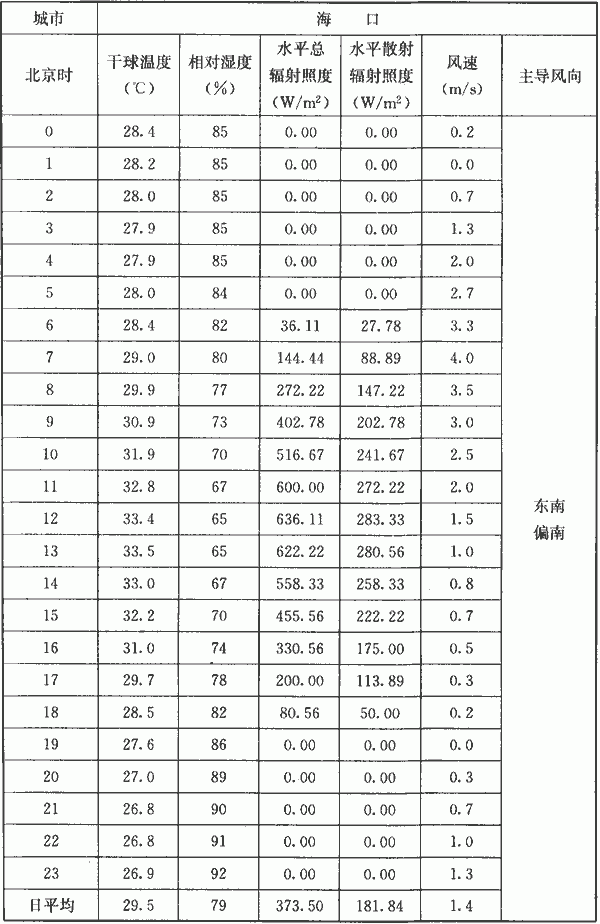 城市 海 口
北京时 干球温度 (℃) 相对湿度 (%) 水平总 辐射照度 (W/m²) 水平散射 辐射照度 (W/m²) 风速 (m/s) 主导风向
0 28.4 85 0.00 0.00 0.2
1 28.2 85 0.00 0.00 0.0
2 28.0 85 0.00 0.00 0.7
3 27.9 85 0.00 0.00 1.3
4 27.9 85 0.00 0.00 2.0
5 28.0 84 0.00 0.00 2.7
6 28.4 82 36.11 27.78 3.3
7 29.0 80 144.44 88.89 4.0
8 29.9 77 272.22 147.22 3.5
9 30.9 73 402.78 202.78 3.0
10 31.9 70 516.67 241.67 2.5
11 32.8 67 600.00 272.22 2.0
12 33.4 65 636.11 283.33 1.5
13 33.5 65 622.22 280.56 1.0
14 33.0 67 558.33 258.33 0.8
15 32.2 70 455.56 222.22 0.7
16 31.0 74 330.56 175.00 0.5
17 29.7 78 200.00 113.89 0.3
18 28.5 82 80.56 50.00 0.2
19 27.6 86 0.00 0.00 0.0
20 27.0 89 0.00 0.00 0.3
21 26.8 90 0.00 0.00 0.7
22 26.8 91 0.00 0.00 1.0
23 26.9 92 0.00 0.00 1.3
日平均 29.5 79 373.50 181.84 1.4
东南
偏南